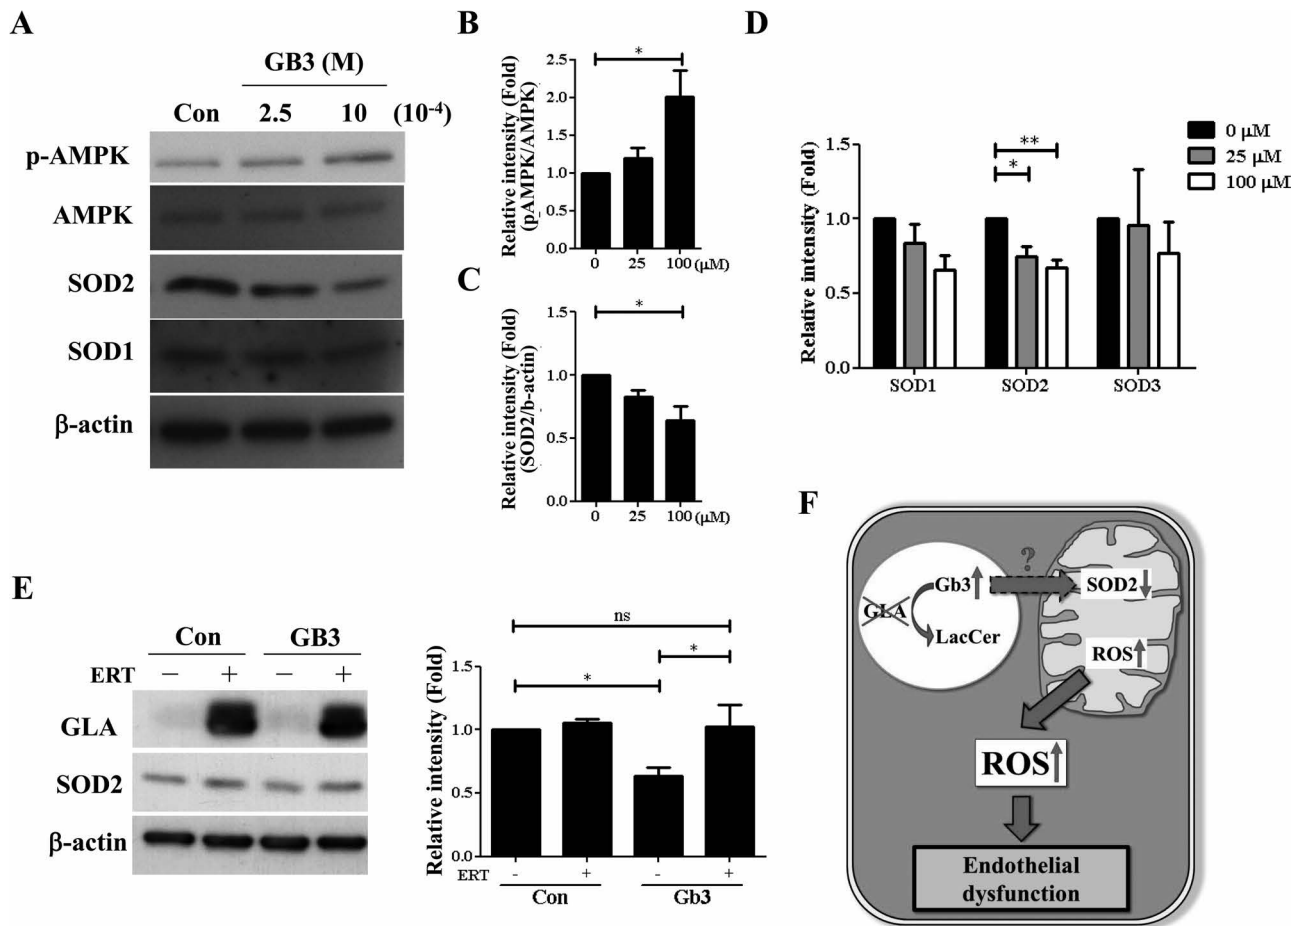 A
GB3 (M)
Con 2.5 10 (10⁻⁴)
p-AMPK
AMPK
SOD2
SOD1
β-actin
B
Relative intensity (Fold)
(pAMPK/AMPK)
2.5
2.0
1.5
1.0
0.5
0.0
*
0 25 100 (μM)
C
Relative intensity (Fold)
(SOD2/b-actin)
1.5
1.0
0.5
0.0
*
0 25 100 (μM)
D
Relative intensity (Fold)
1.5
1.0
0.5
0.0
**
*
0 μM
25 μM
100 μM
SOD1 SOD2 SOD3
E
Con GB3
ERT − + − +
GLA
SOD2
β-actin
Relative intensity (Fold)
1.5
1.0
0.5
0.0
ns
*
*
ERT - + - +
Con Gb3
F
?
Gb3
GLA
LacCer
SOD2
ROS
ROS
Endothelial
dysfunction